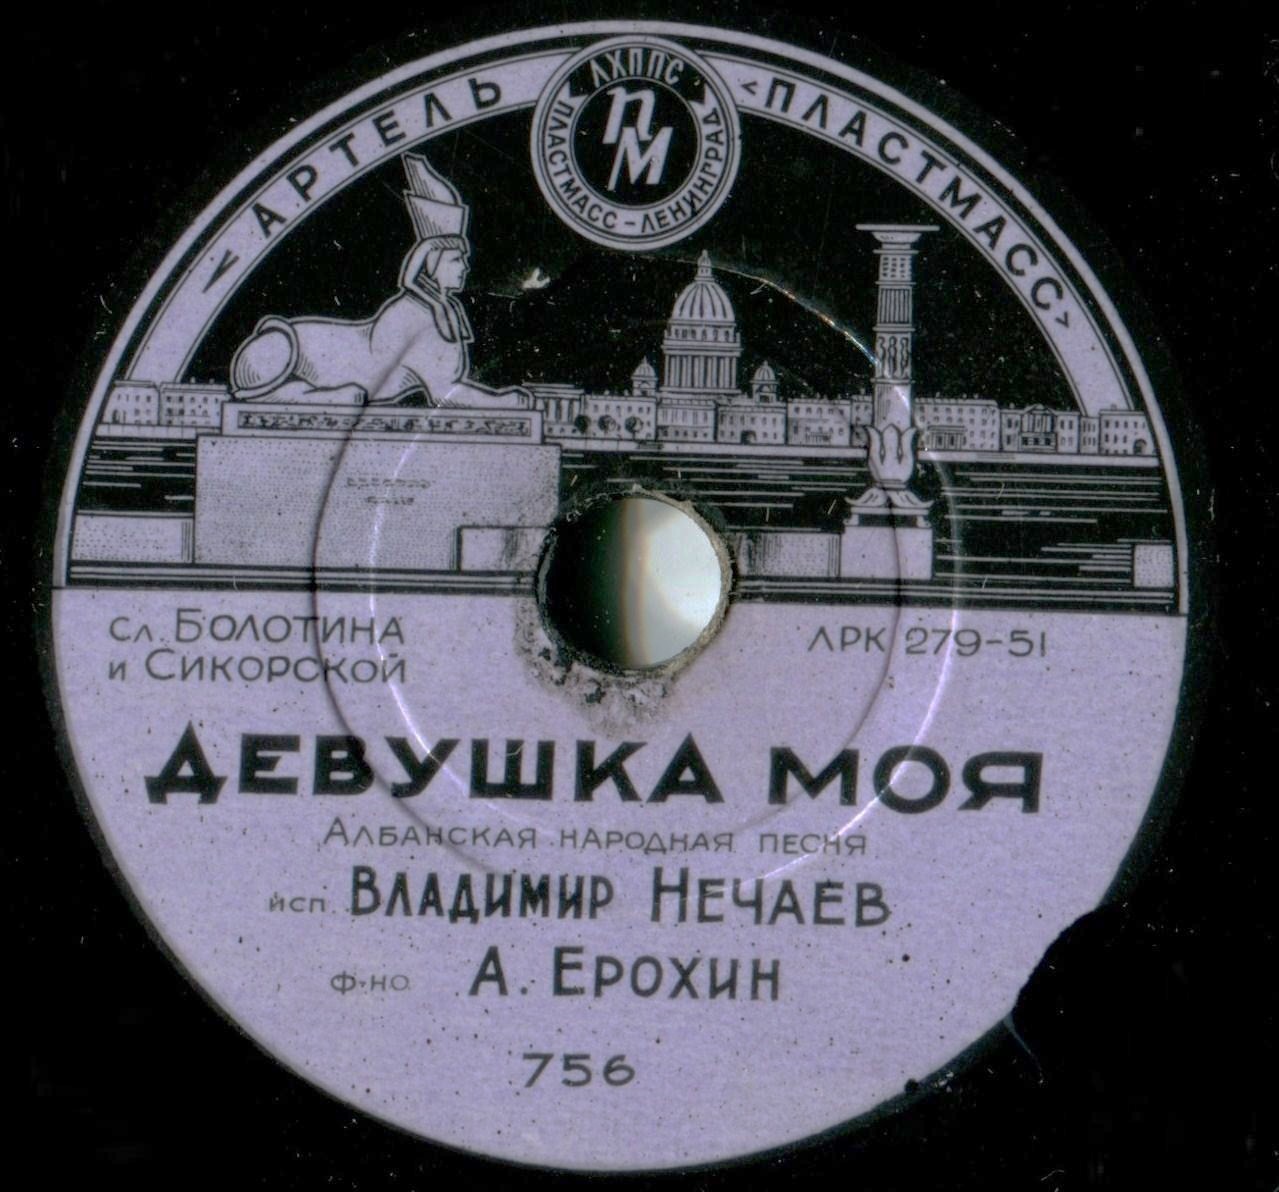 «АРТЕЛЬ «ПЛАСТМАСС»
ЛХППС
ПМ
ПЛАСТМАСС-ЛЕНИНГРАД
Сл. БОЛОТИНА
и СИКОРСКОЙ
ЛРК 279-51
ДЕВУШКА МОЯ
АЛБАНСКАЯ НАРОДНАЯ ПЕСНЯ
исп. ВЛАДИМИР НЕЧАЕВ
Ф-НО А. ЕРОХИН
756